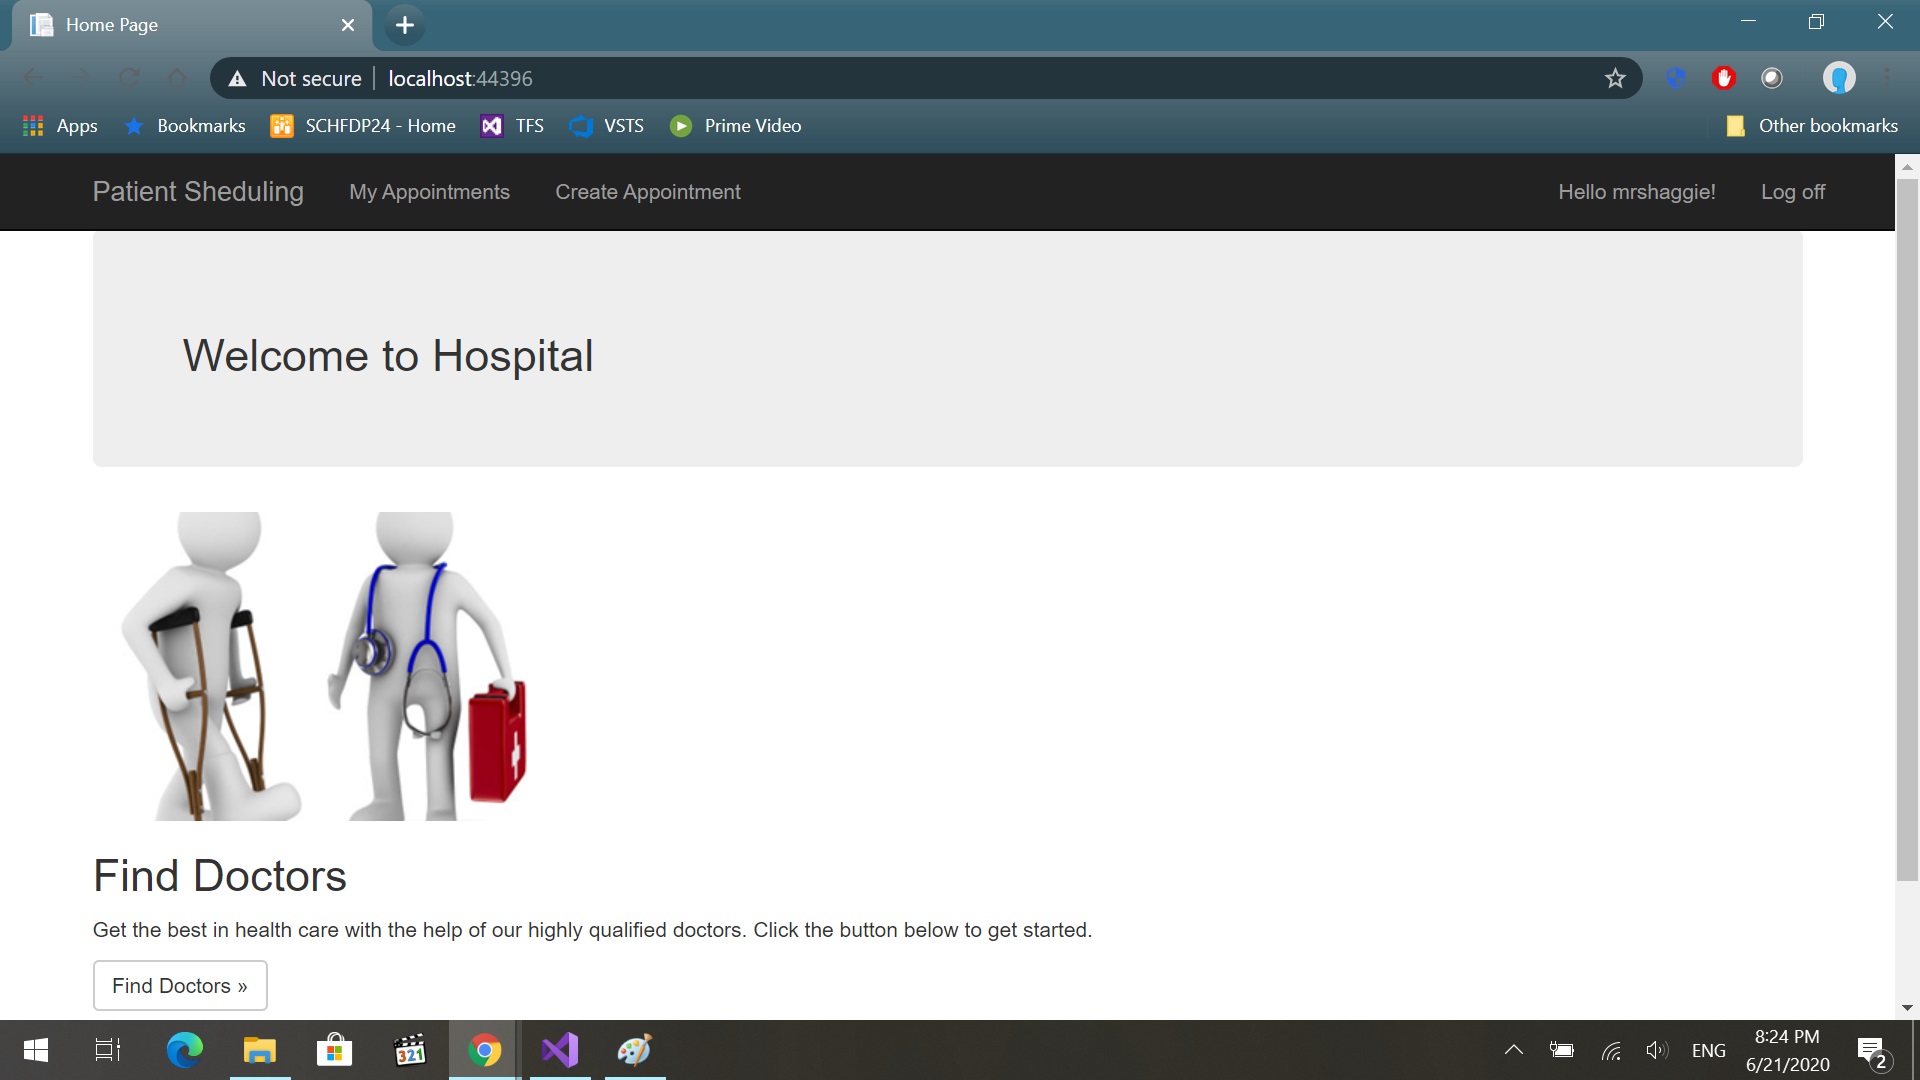 Home Page
Not secure localhost:44396
Apps Bookmarks SCHFDP24 - Home TFS VSTS Prime Video Other bookmarks
Patient Sheduling My Appointments Create Appointment Hello mrshaggie! Log off
Welcome to Hospital
Find Doctors
Get the best in health care with the help of our highly qualified doctors. Click the button below to get started.
Find Doctors »
321
ENG
8:24 PM
6/21/2020
2